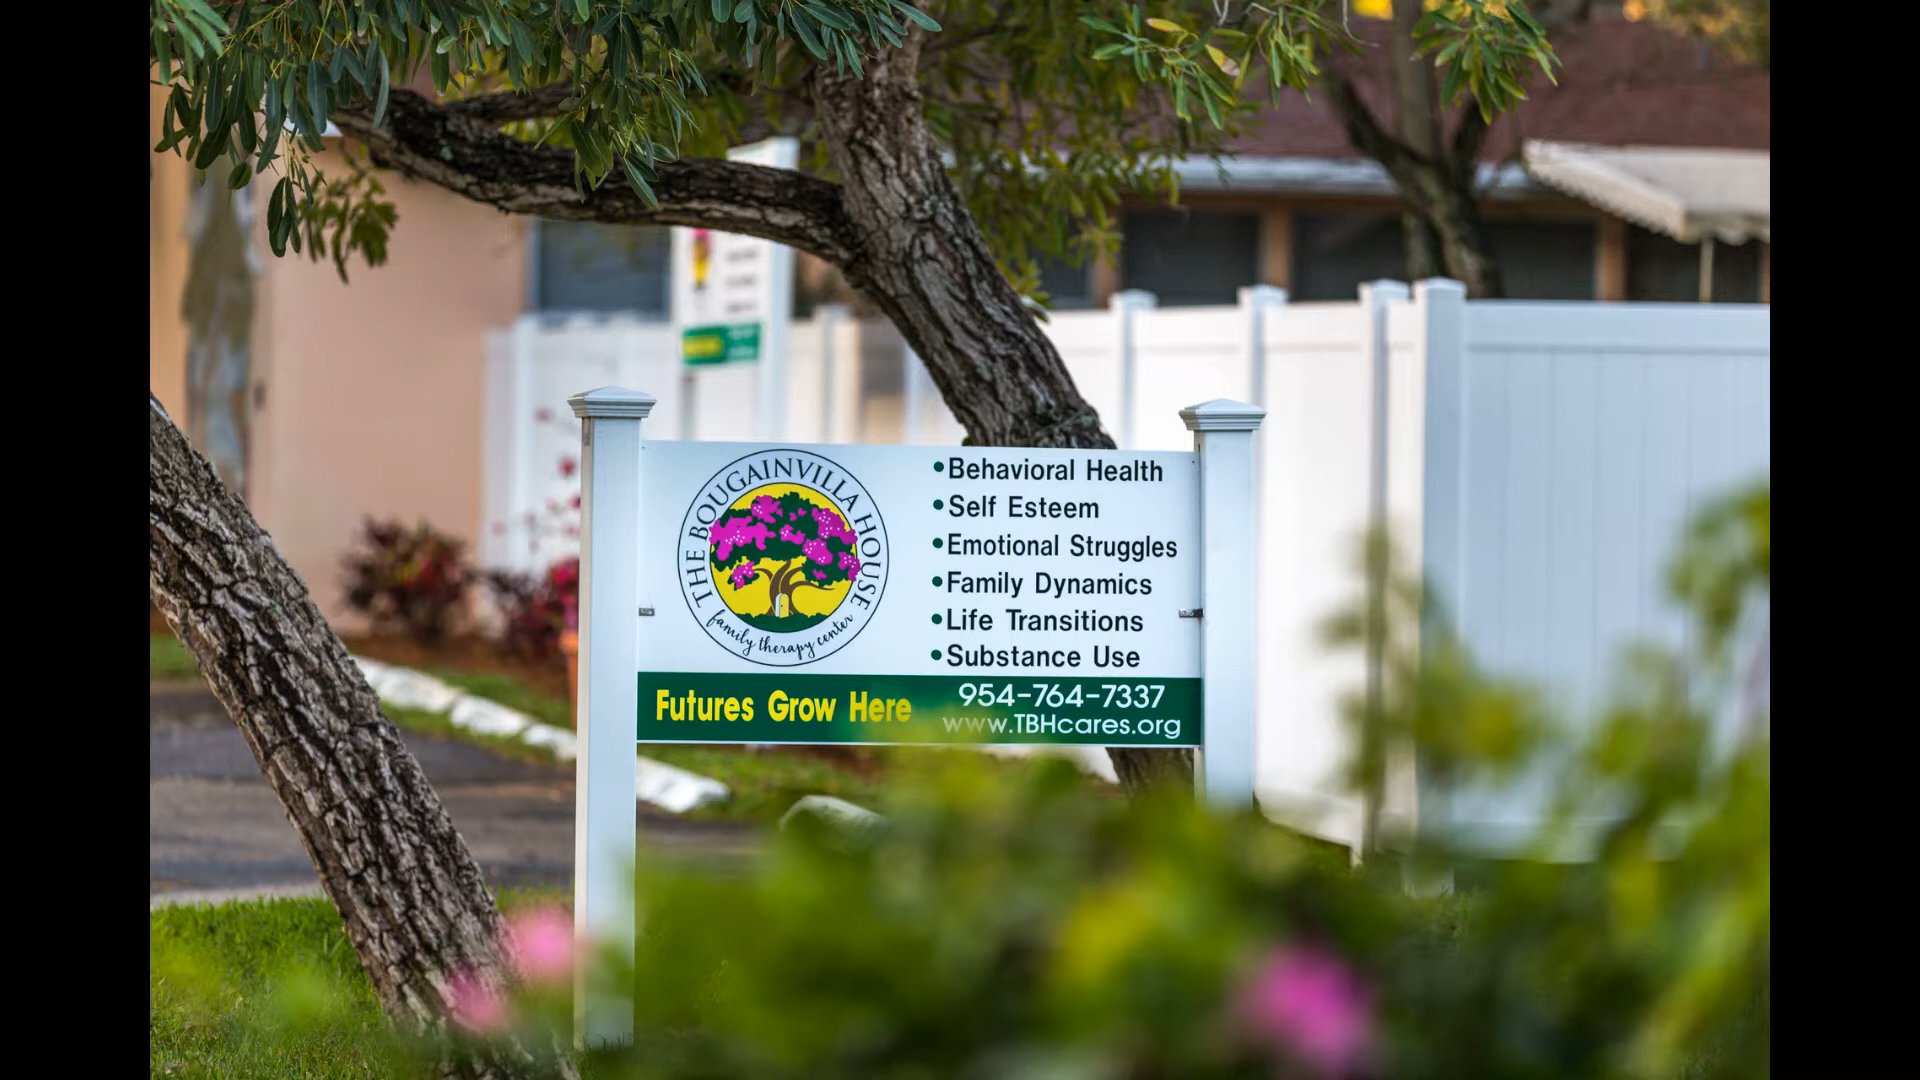 THE BOUGAINVILLA HOUSE
family therapy center
•Behavioral Health
•Self Esteem
•Emotional Struggles
•Family Dynamics
•Life Transitions
•Substance Use
Futures Grow Here
954-764-7337
www.TBHcares.org